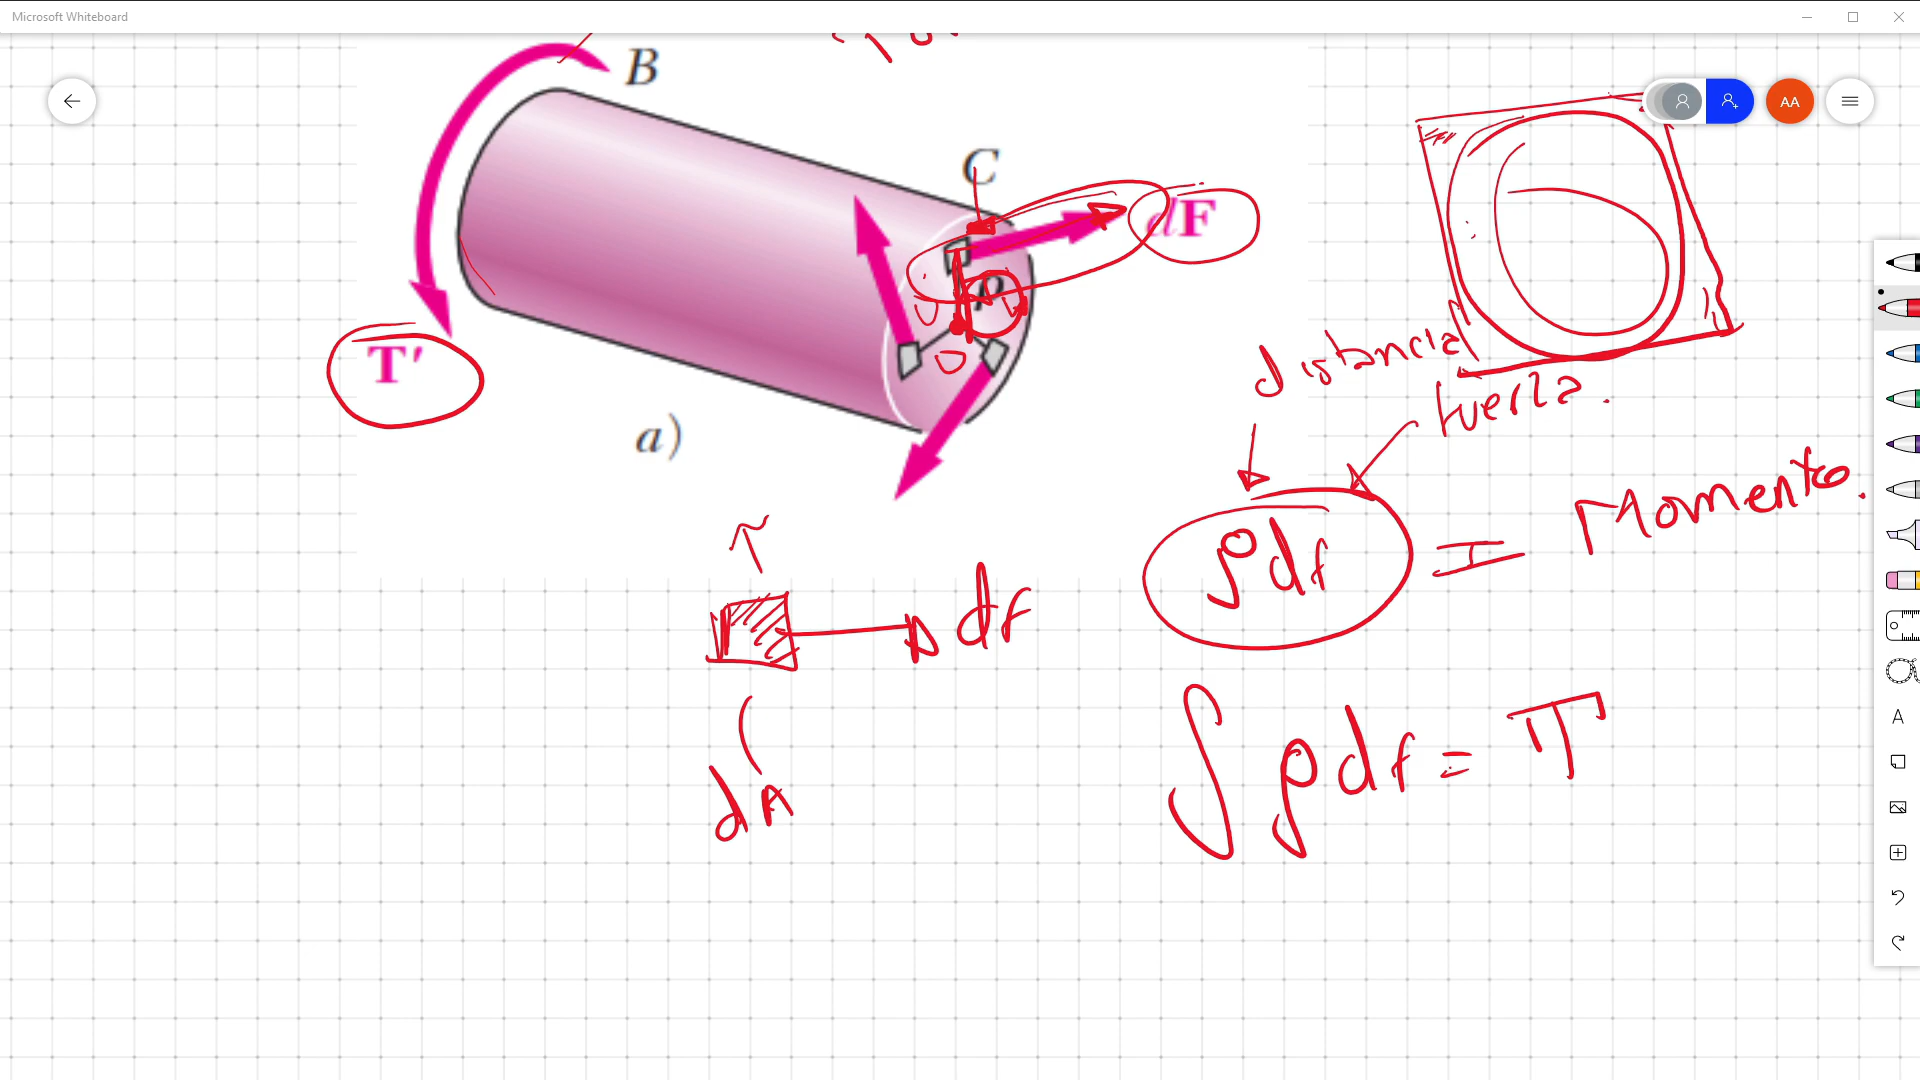 Microsoft Whiteboard
B
C
dF
AA
ρ
T′
distancia
fuerza.
a)
ρdf = Momento.
τ
df
dA
∫ρdf = T
A